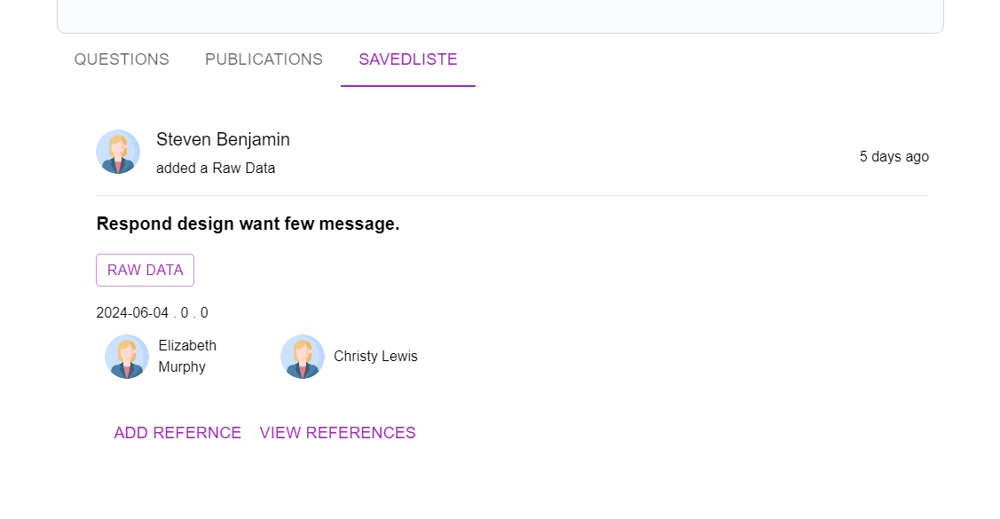 QUESTIONS PUBLICATIONS SAVEDLISTE
Steven Benjamin
added a Raw Data
5 days ago
Respond design want few message.
RAW DATA
2024-06-04 . 0 . 0
Elizabeth
Murphy
Christy Lewis
ADD REFERNCE VIEW REFERENCES